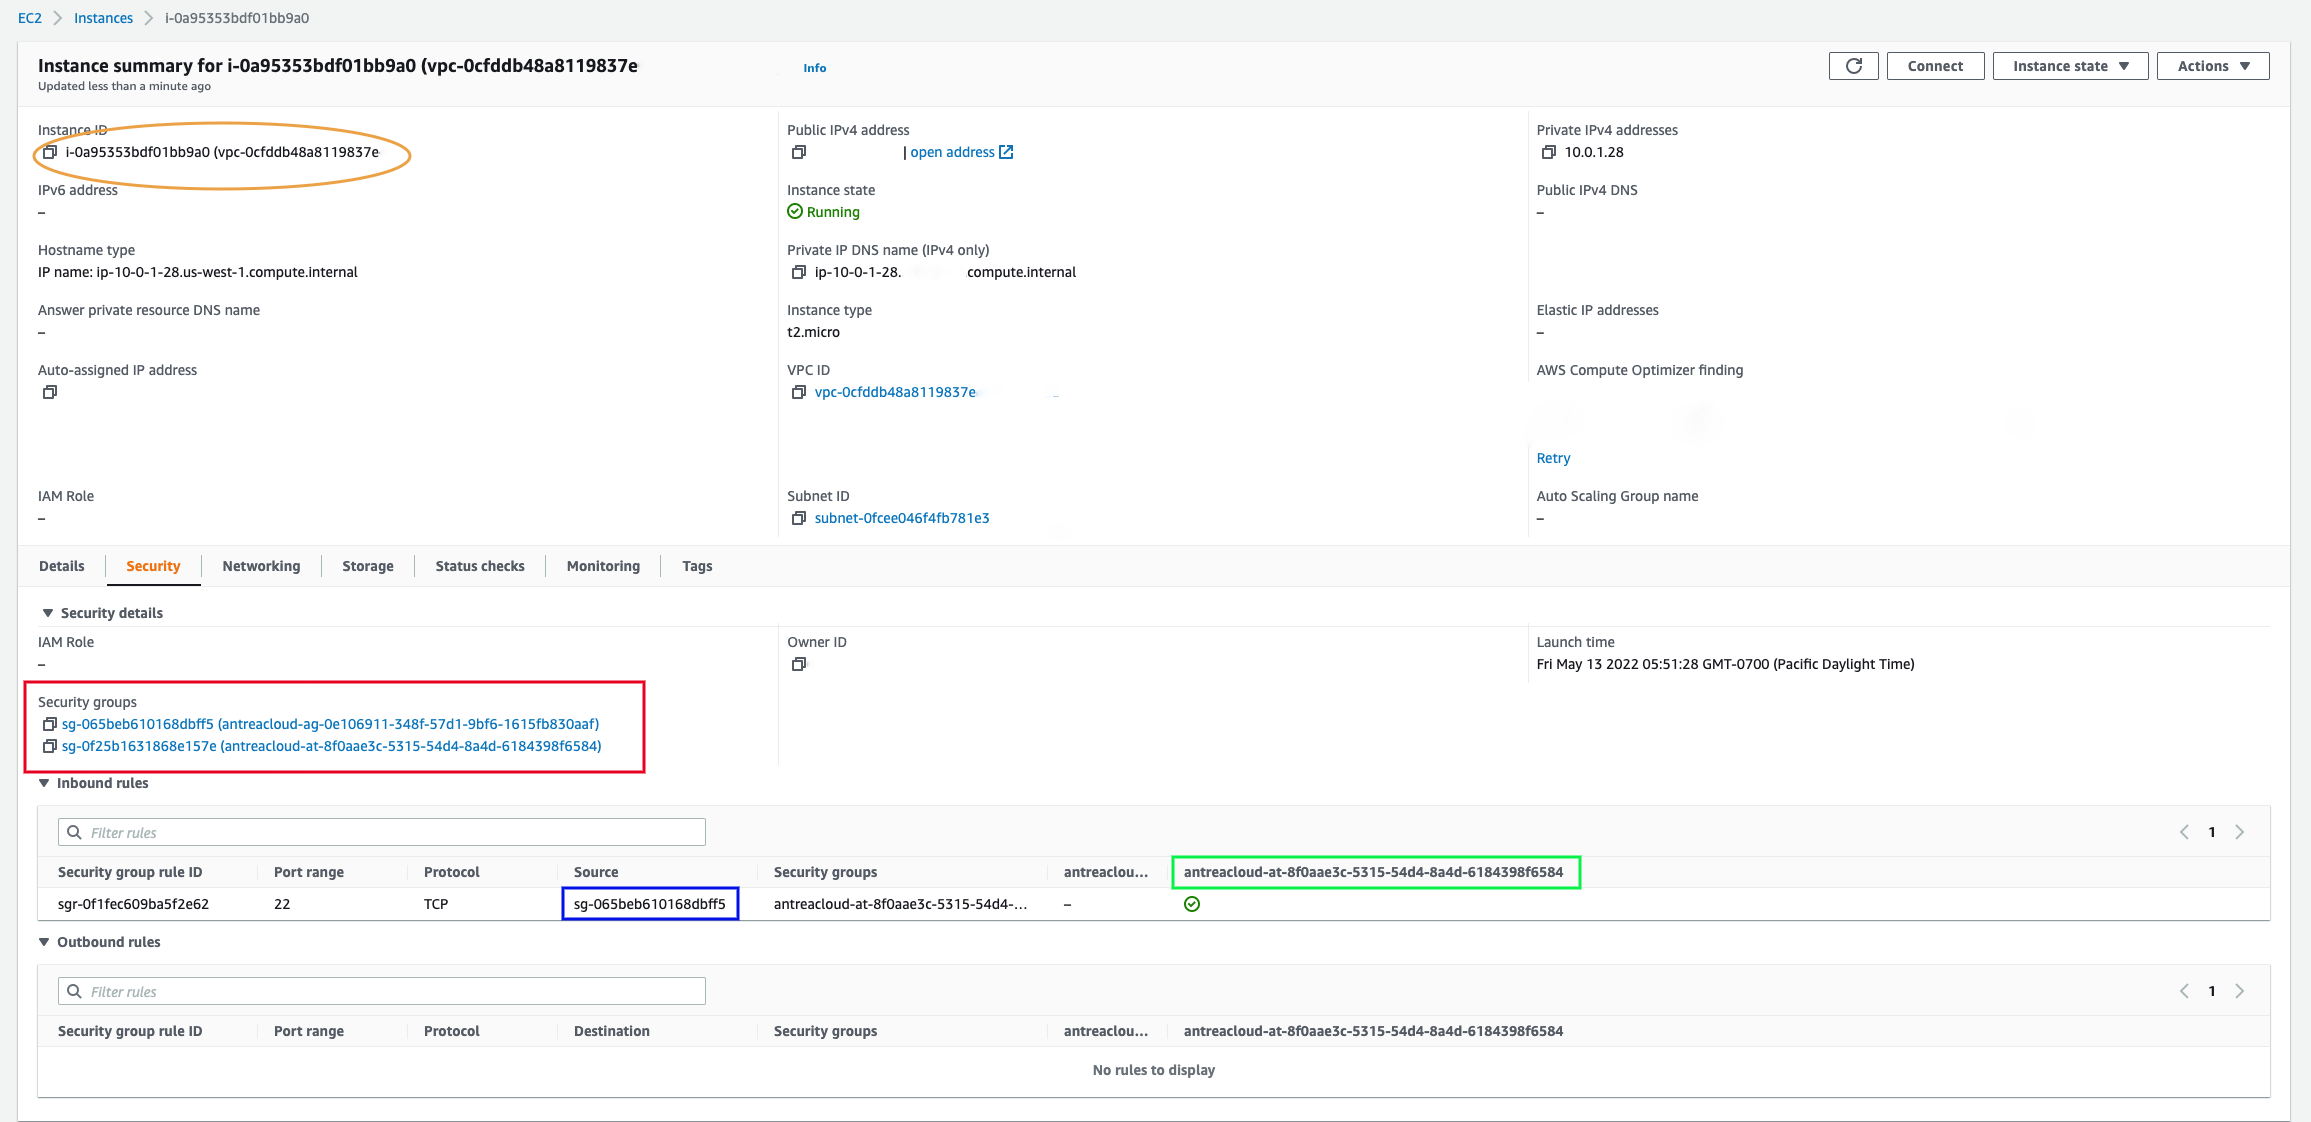 EC2 > Instances > i-0a95353bdf01bb9a0
Instance summary for i-0a95353bdf01bb9a0 (vpc-0cfddb48a8119837e Info
Updated less than a minute ago
Connect
Instance state
Actions
Instance ID
i-0a95353bdf01bb9a0 (vpc-0cfddb48a8119837e
Public IPv4 address
| open address
Private IPv4 addresses
10.0.1.28
IPv6 address
–
Instance state
Running
Public IPv4 DNS
–
Hostname type
IP name: ip-10-0-1-28.us-west-1.compute.internal
Private IP DNS name (IPv4 only)
ip-10-0-1-28. compute.internal
Answer private resource DNS name
–
Instance type
t2.micro
Elastic IP addresses
–
Auto-assigned IP address
VPC ID
vpc-0cfddb48a8119837e
AWS Compute Optimizer finding
Retry
IAM Role
–
Subnet ID
subnet-0fcee046f4fb781e3
Auto Scaling Group name
–
Details Security Networking Storage Status checks Monitoring Tags
Security details
IAM Role
–
Owner ID
Launch time
Fri May 13 2022 05:51:28 GMT-0700 (Pacific Daylight Time)
Security groups
sg-065beb610168dbff5 (antreacloud-ag-0e106911-348f-57d1-9bf6-1615fb830aaf)
sg-0f25b1631868e157e (antreacloud-at-8f0aae3c-5315-54d4-8a4d-6184398f6584)
Inbound rules
Filter rules
1
Security group rule ID Port range Protocol Source Security groups antreaclou... antreacloud-at-8f0aae3c-5315-54d4-8a4d-6184398f6584
sgr-0f1fec609ba5f2e62 22 TCP sg-065beb610168dbff5 antreacloud-at-8f0aae3c-5315-54d4-... –
Outbound rules
Filter rules
1
Security group rule ID Port range Protocol Destination Security groups antreaclou... antreacloud-at-8f0aae3c-5315-54d4-8a4d-6184398f6584
No rules to display